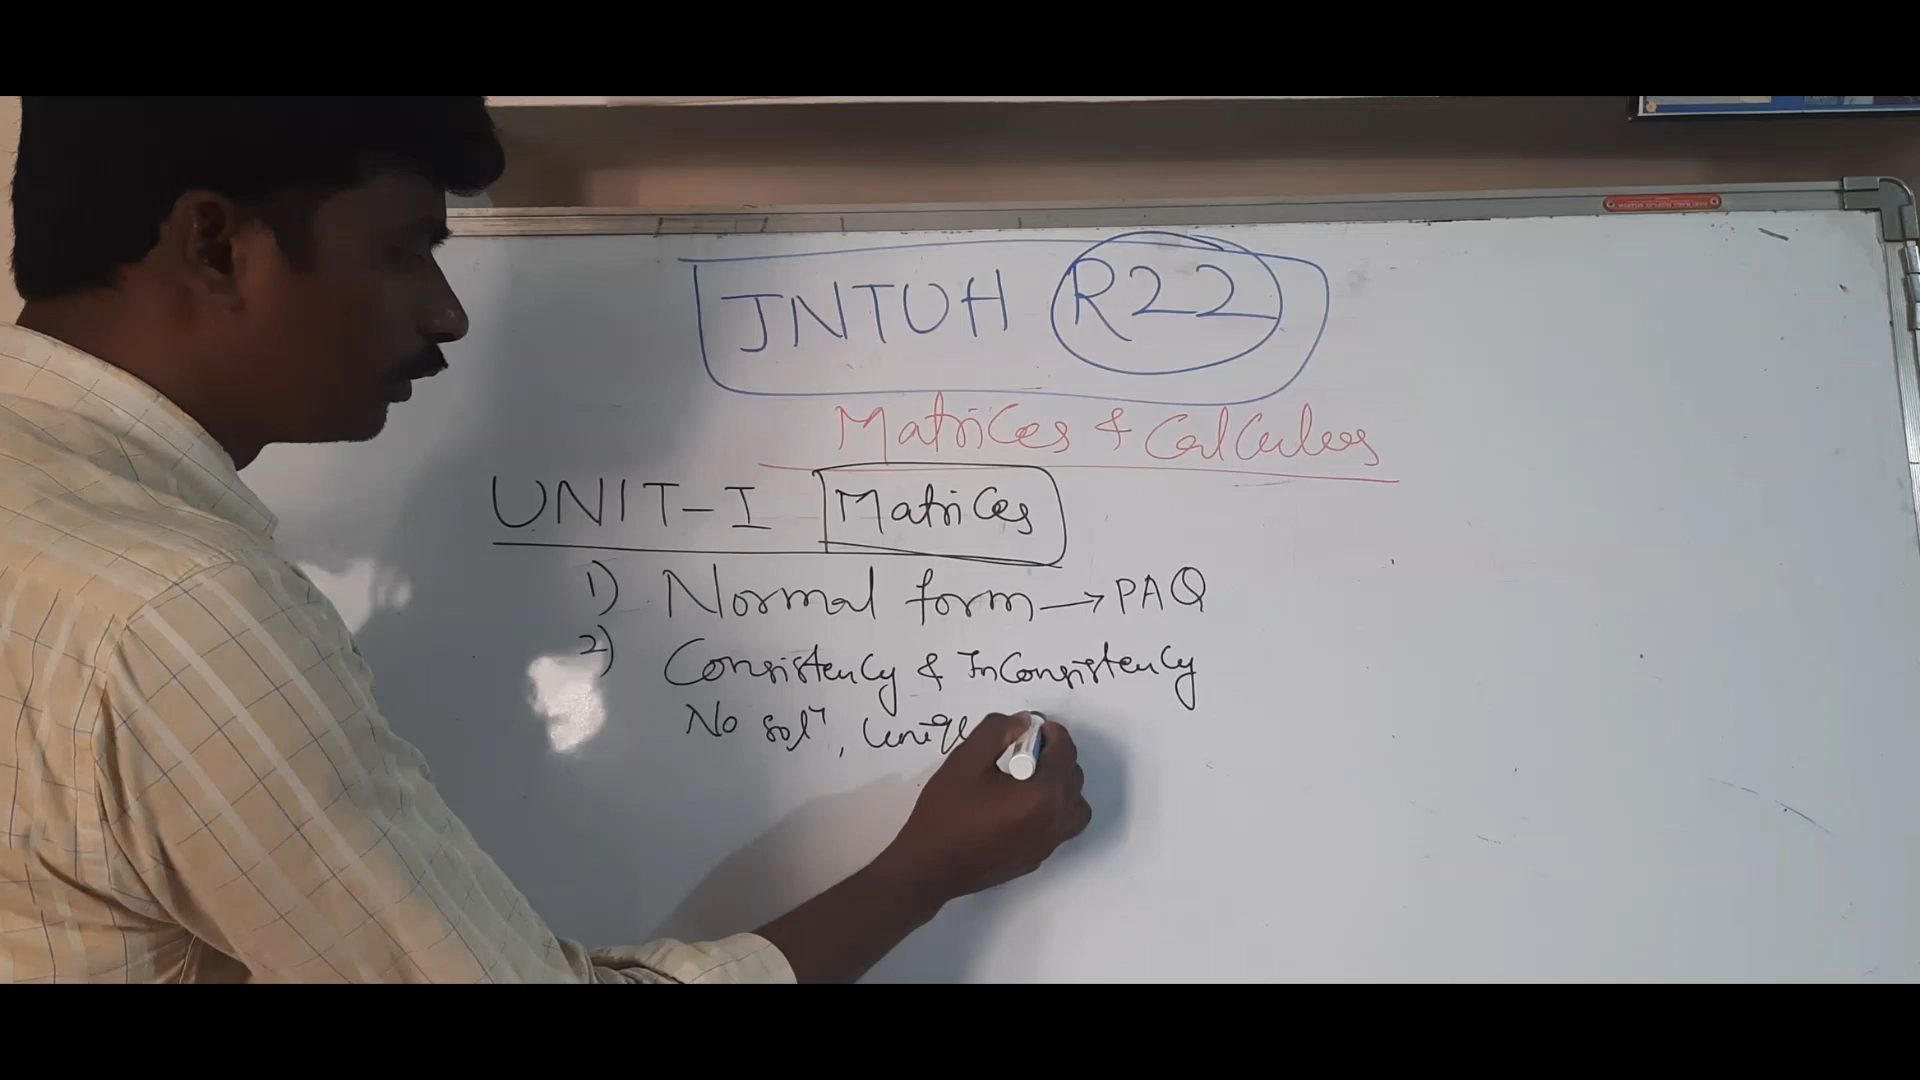 JNTUH R22
Matrices & Calculus
UNIT-I Matrices
1) Normal form → PAQ
2) Consistency & InConsistency
No solⁿ, uniq